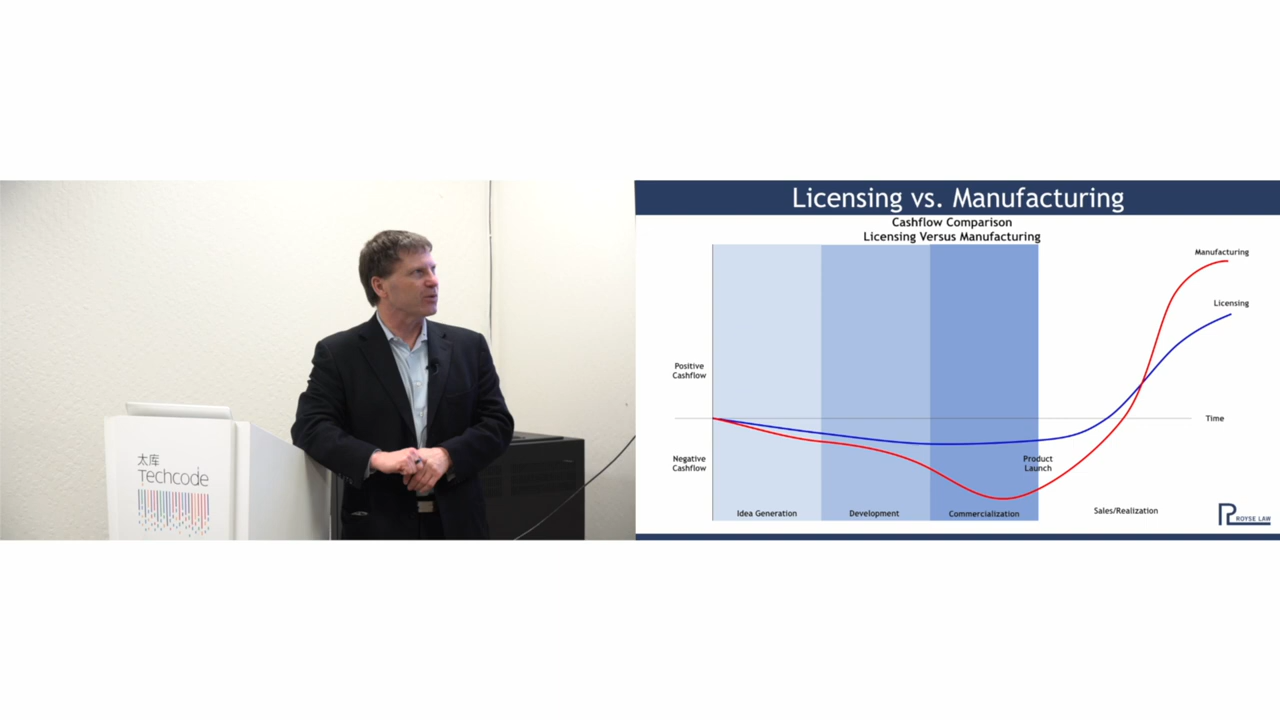 太库
Techcode
Licensing vs. Manufacturing
Cashflow Comparison
Licensing Versus Manufacturing
Manufacturing
Licensing
Positive
Cashflow
Time
Negative
Cashflow
Product
Launch
Idea Generation
Development
Commercialization
Sales/Realization
ROYSE LAW